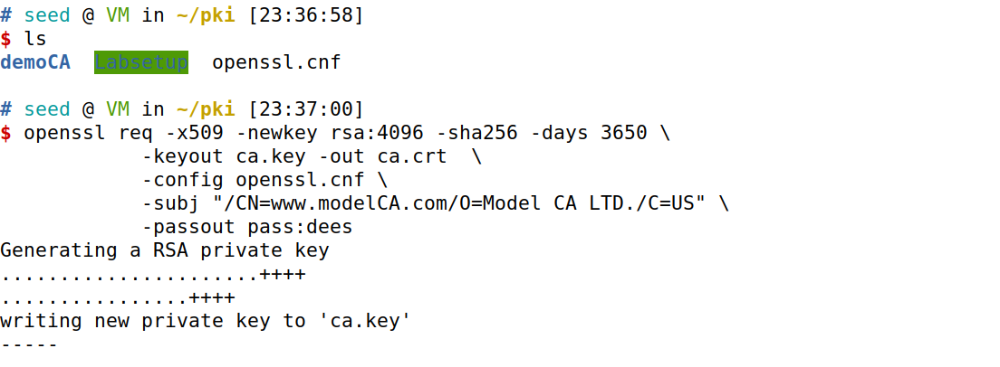 # seed @ VM in ~/pki [23:36:58]
$ ls
demoCA  Labsetup  openssl.cnf
# seed @ VM in ~/pki [23:37:00]
$ openssl req -x509 -newkey rsa:4096 -sha256 -days 3650 \
            -keyout ca.key -out ca.crt  \
            -config openssl.cnf \
            -subj "/CN=www.modelCA.com/O=Model CA LTD./C=US" \
            -passout pass:dees
Generating a RSA private key
......................++++
................++++
writing new private key to 'ca.key'
-----